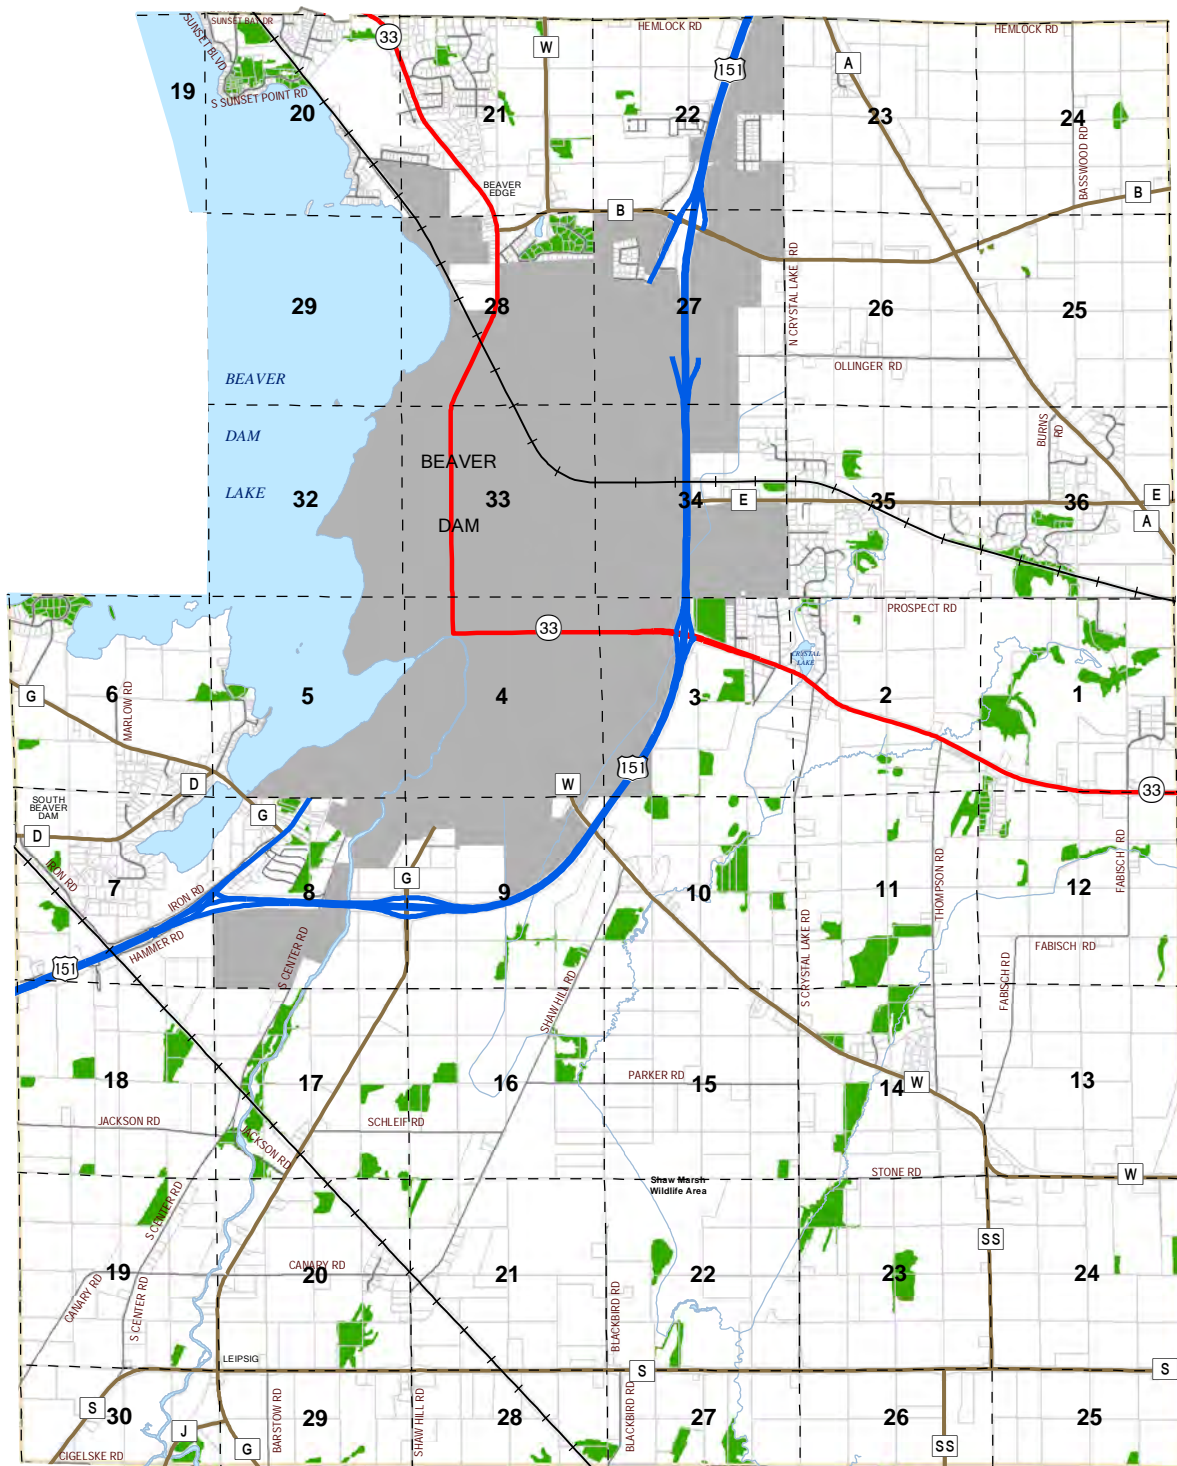 SUNSET BAY DR
SUNSET BLVD
S SUNSET POINT RD
33
W
HEMLOCK RD
151
A
HEMLOCK RD
19
20
21
22
23
24
BASSWOOD RD
BEAVER
EDGE
B
B
N CRYSTAL LAKE RD
29
28
27
26
25
OLLINGER RD
BEAVER
DAM
LAKE
BURNS
RD
BEAVER
DAM
32
33
34
E
35
36
E
A
PROSPECT RD
33
CRYSTAL
LAKE
G
6
MARLOW RD
5
4
3
2
1
151
D
W
33
SOUTH
BEAVER
DAM
D
G
IRON RD
7
IRON RD
8
G
9
10
11
THOMPSON RD
12
FABISCH RD
HAMMER RD
151
S CENTER RD
SHAW HILL RD
S CRYSTAL LAKE RD
FABISCH RD
FABISCH RD
18
17
16
PARKER RD
15
14
W
13
JACKSON RD
JACKSON RD
SCHLEIF RD
STONE RD
W
Shaw Marsh
Wildlife Area
S CENTER RD
SS
19
CANARY RD
S CENTER RD
CANARY RD
20
21
BLACKBIRD RD
22
23
24
LEIPSIG
S
S
S
30
J
G
BARSTOW RD
29
SHAW HILL RD
28
BLACKBIRD RD
27
26
SS
25
CIGELSKE RD